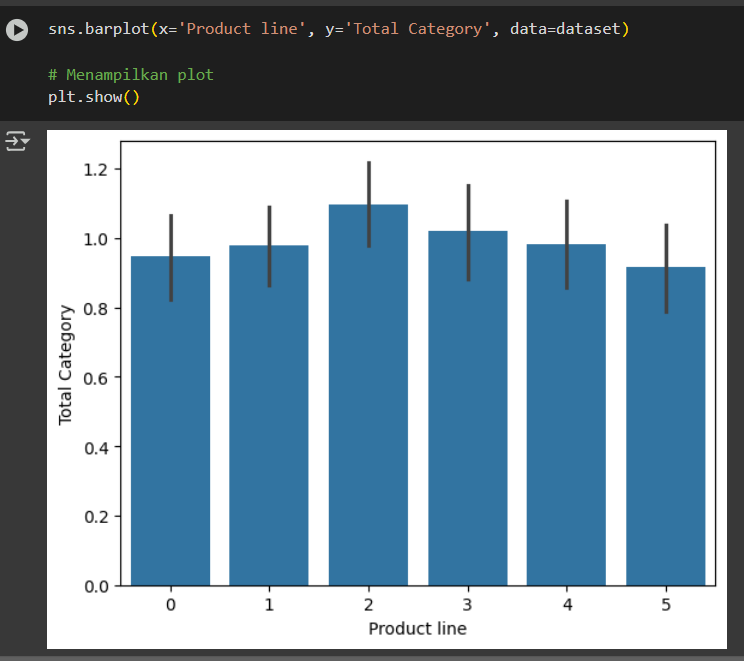 sns.barplot(x='Product line', y='Total Category', data=dataset)
# Menampilkan plot
plt.show()
1.2
1.0
0.8
0.6
0.4
0.2
0.0
Total Category
0 1 2 3 4 5
Product line